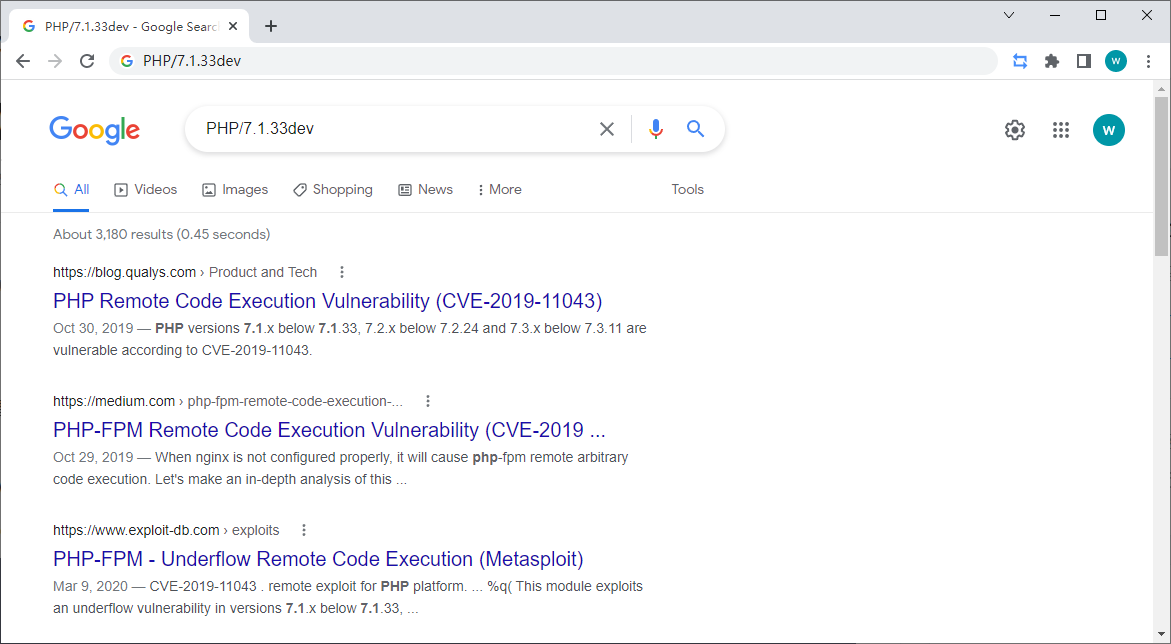 PHP/7.1.33dev - Google Searc
PHP/7.1.33dev
W
Google
PHP/7.1.33dev
W
All
Videos
Images
Shopping
News
More
Tools
About 3,180 results (0.45 seconds)
https://blog.qualys.com › Product and Tech
PHP Remote Code Execution Vulnerability (CVE-2019-11043)
Oct 30, 2019 — PHP versions 7.1.x below 7.1.33, 7.2.x below 7.2.24 and 7.3.x below 7.3.11 are
vulnerable according to CVE-2019-11043.
https://medium.com › php-fpm-remote-code-execution-...
PHP-FPM Remote Code Execution Vulnerability (CVE-2019 ...
Oct 29, 2019 — When nginx is not configured properly, it will cause php-fpm remote arbitrary
code execution. Let's make an in-depth analysis of this ...
https://www.exploit-db.com › exploits
PHP-FPM - Underflow Remote Code Execution (Metasploit)
Mar 9, 2020 — CVE-2019-11043 . remote exploit for PHP platform. ... %q( This module exploits
an underflow vulnerability in versions 7.1.x below 7.1.33, ...